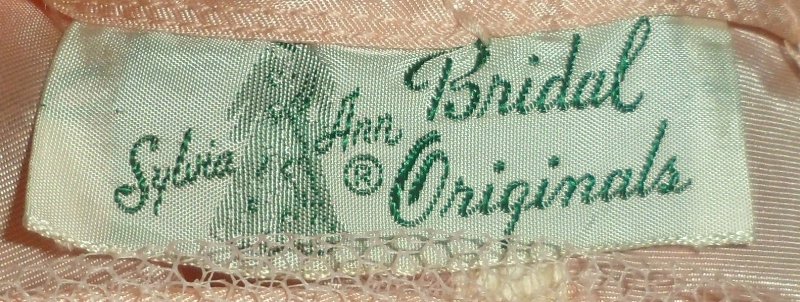 Sylvia Ann ®
Bridal
Originals